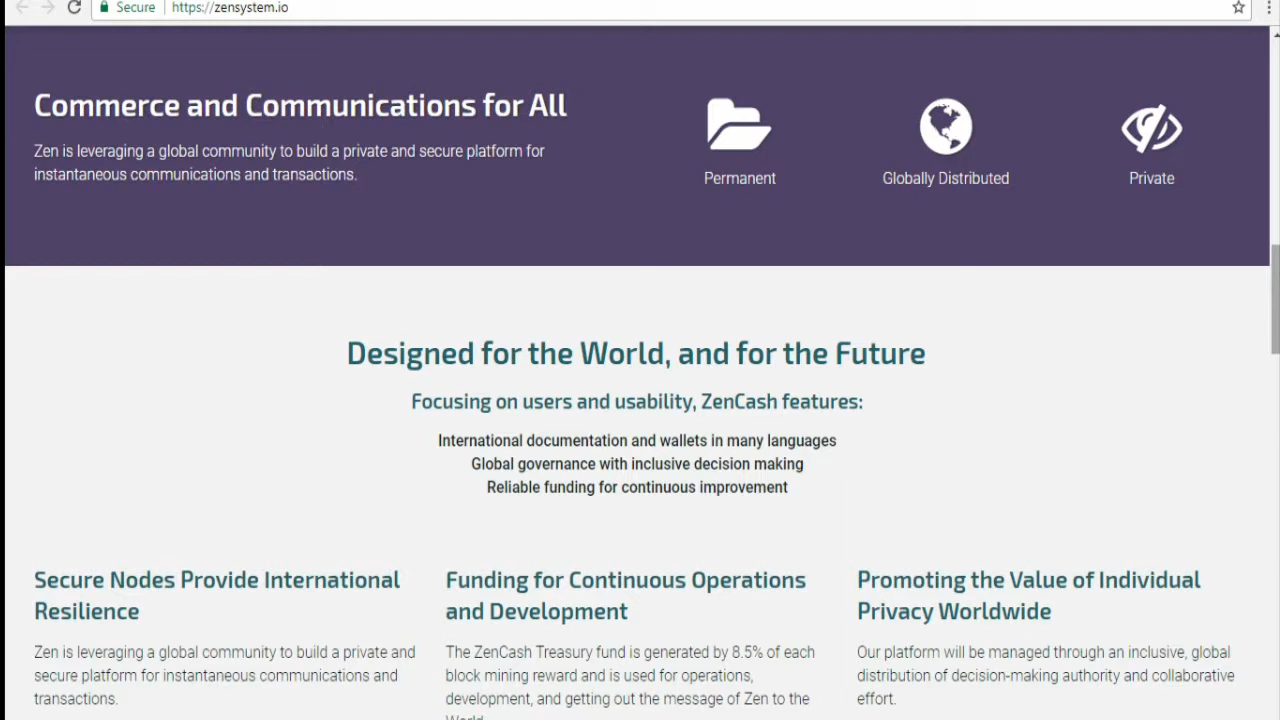 Secure https://zensystem.io
Commerce and Communications for All
Zen is leveraging a global community to build a private and secure platform for
instantaneous communications and transactions.
Permanent
Globally Distributed
Private
Designed for the World, and for the Future
Focusing on users and usability, ZenCash features:
International documentation and wallets in many languages
Global governance with inclusive decision making
Reliable funding for continuous improvement
Secure Nodes Provide International
Resilience
Zen is leveraging a global community to build a private and
secure platform for instantaneous communications and
transactions.
Funding for Continuous Operations
and Development
The ZenCash Treasury fund is generated by 8.5% of each
block mining reward and is used for operations,
development, and getting out the message of Zen to the
World.
Promoting the Value of Individual
Privacy Worldwide
Our platform will be managed through an inclusive, global
distribution of decision-making authority and collaborative
effort.